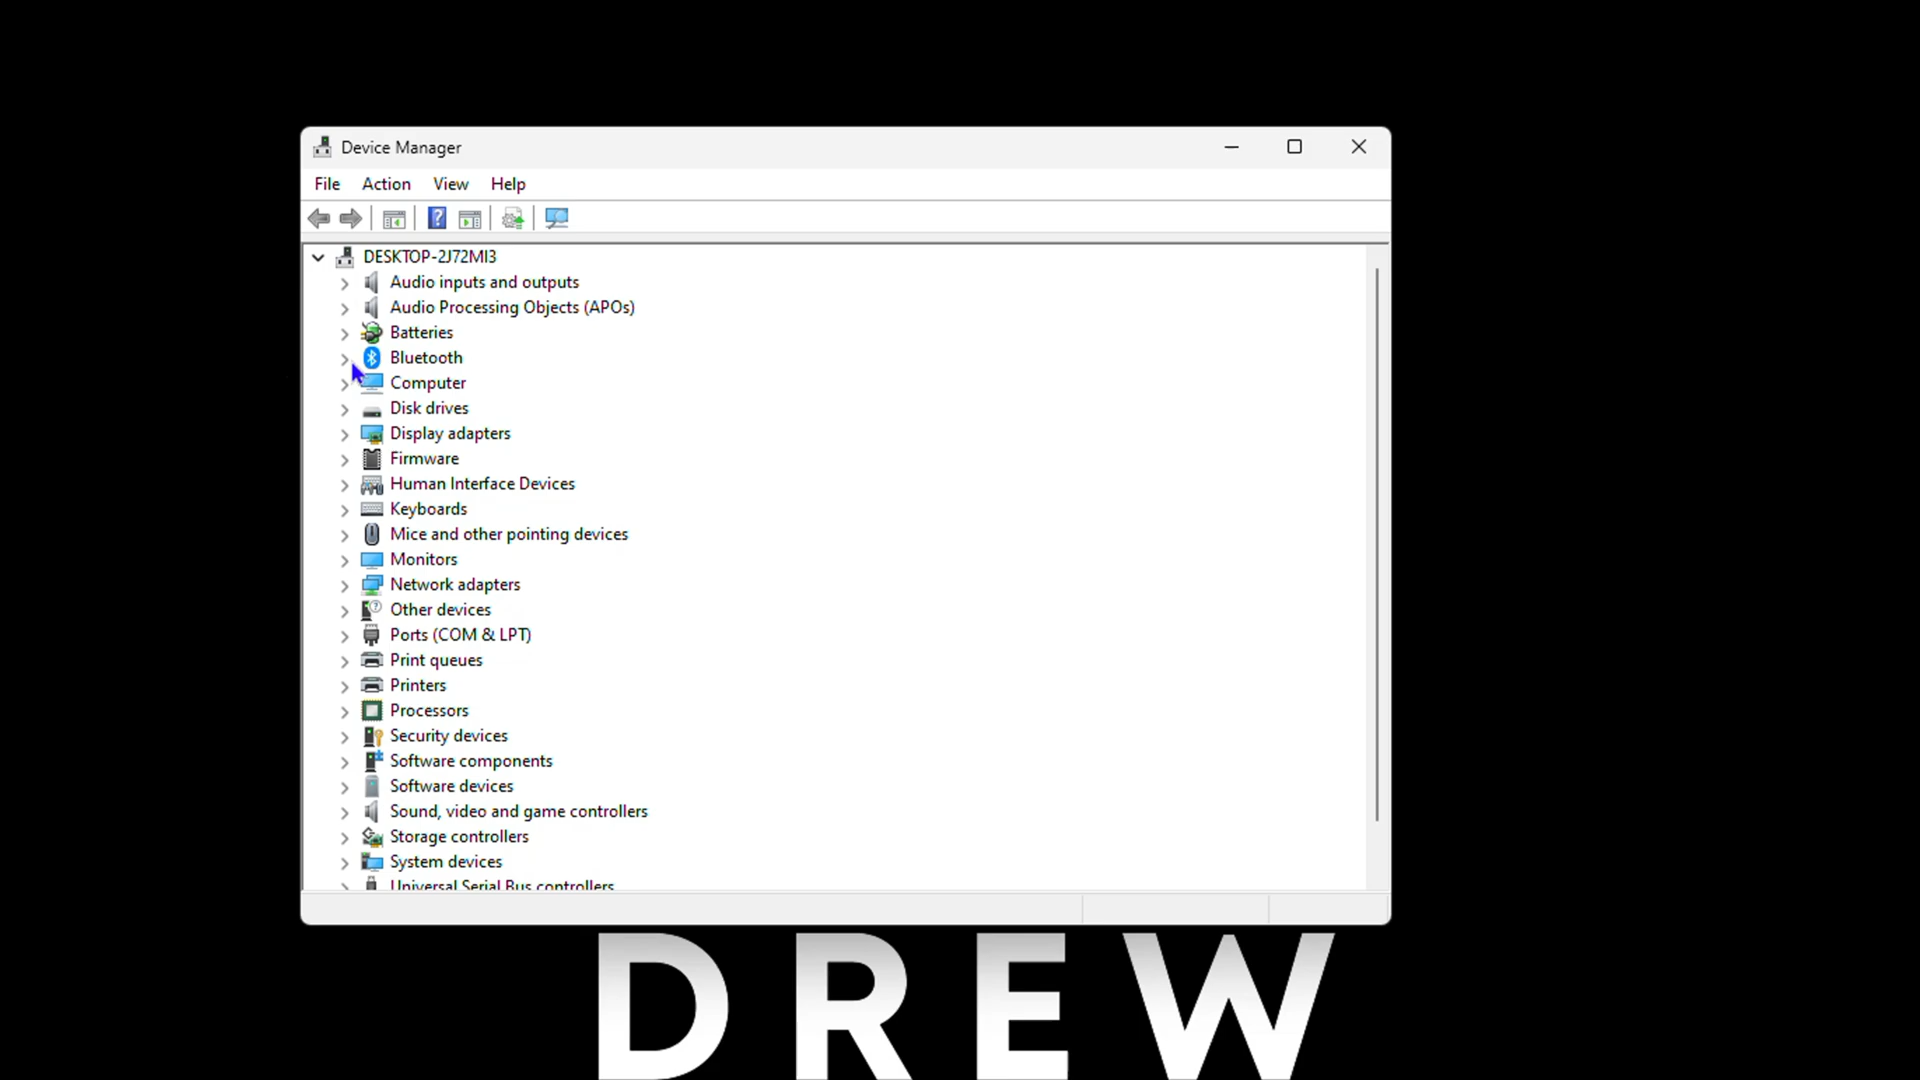 Device Manager
File Action View Help
DESKTOP-2J72MI3
Audio inputs and outputs
Audio Processing Objects (APOs)
Batteries
Bluetooth
Computer
Disk drives
Display adapters
Firmware
Human Interface Devices
Keyboards
Mice and other pointing devices
Monitors
Network adapters
Other devices
Ports (COM & LPT)
Print queues
Printers
Processors
Security devices
Software components
Software devices
Sound, video and game controllers
Storage controllers
System devices
Universal Serial Bus controllers
DREW